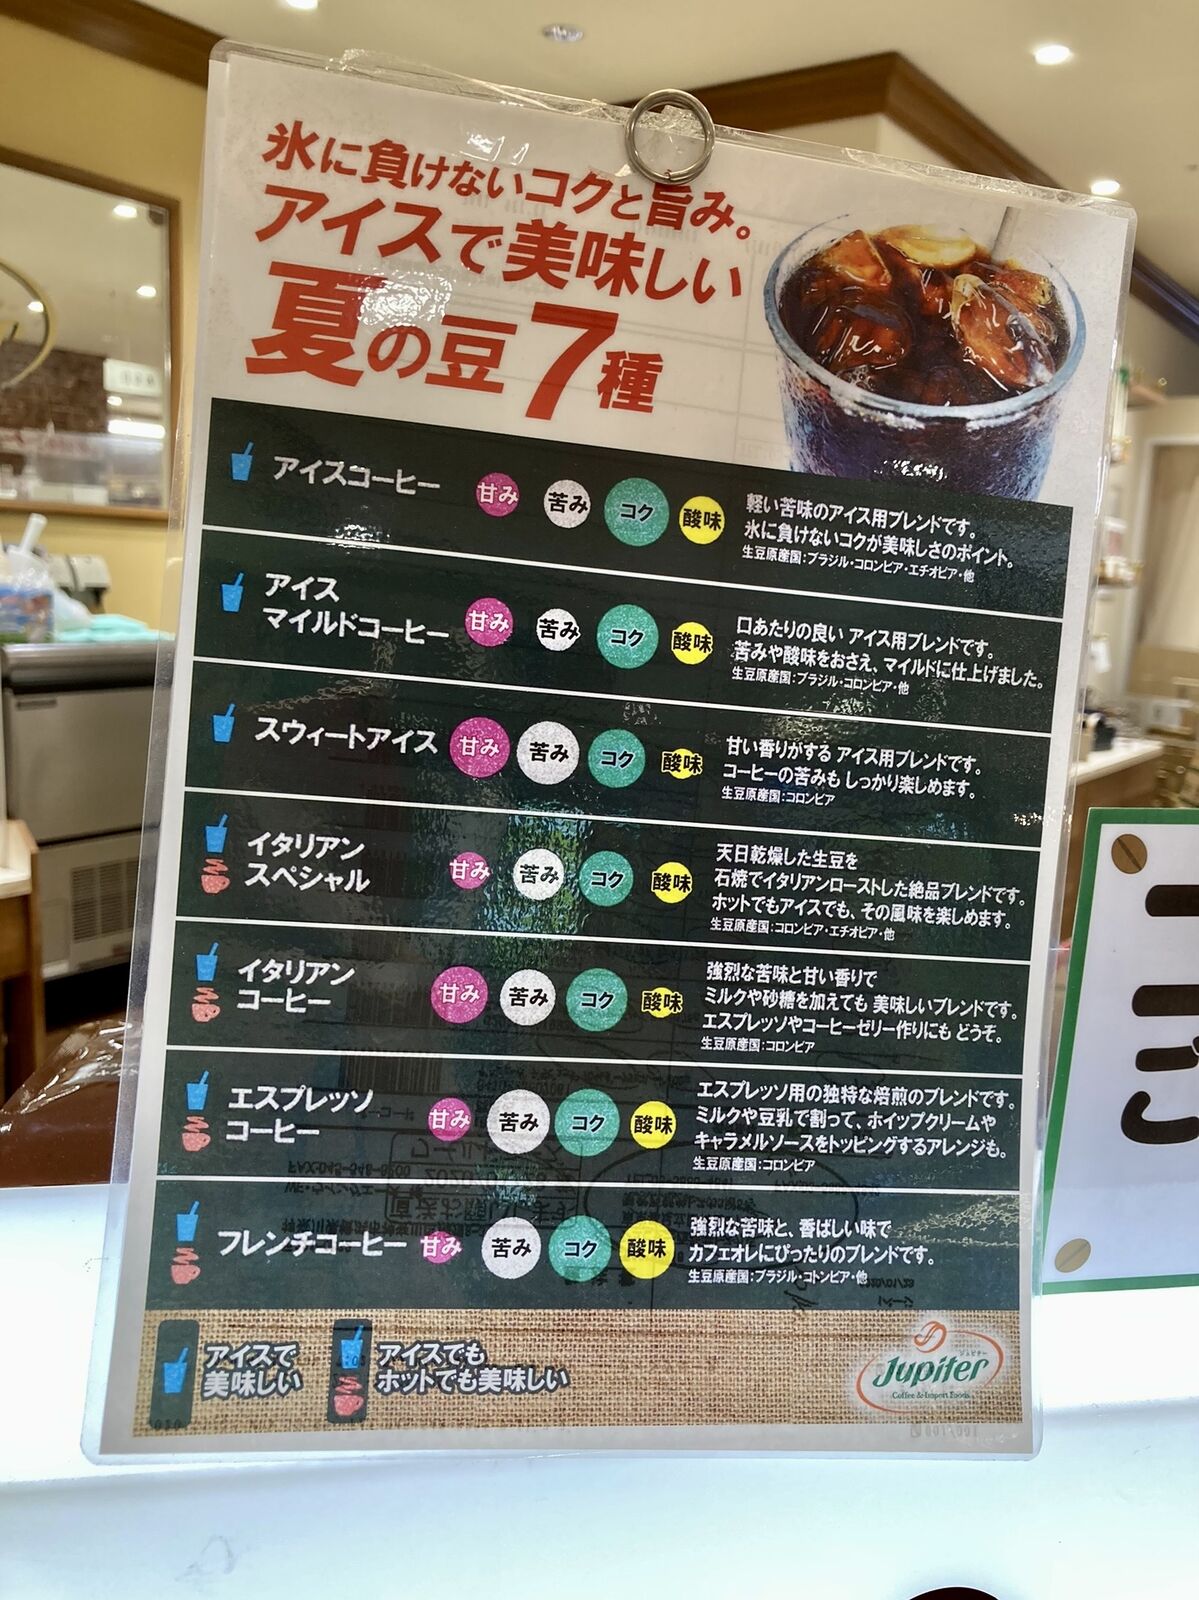 氷に負けないコクと旨み。
アイスで美味しい
夏の豆7種
アイスコーヒー 甘み 苦み コク 酸味
軽い苦味のアイス用ブレンドです。
氷に負けないコクが美味しさのポイント。
生豆原産国：ブラジル・コロンビア・エチオピア・他
アイス
マイルドコーヒー 甘み 苦み コク 酸味
口あたりの良い アイス用ブレンドです。
苦みや酸味をおさえ、マイルドに仕上げました。
生豆原産国：ブラジル・コロンビア・他
スウィートアイス 甘み 苦み コク 酸味
甘い香りがする アイス用ブレンドです。
コーヒーの苦みも しっかり楽しめます。
生豆原産国：コロンビア
イタリアン
スペシャル 甘み 苦み コク 酸味
天日乾燥した生豆を
石焼でイタリアンローストした絶品ブレンドです。
ホットでもアイスでも、その風味を楽しめます。
生豆原産国：コロンビア・エチオピア・他
イタリアン
コーヒー 甘み 苦み コク 酸味
強烈な苦味と甘い香りで
ミルクや砂糖を加えても 美味しいブレンドです。
エスプレッソやコーヒーゼリー作りにも どうぞ。
生豆原産国：コロンビア
エスプレッソ
コーヒー 甘み 苦み コク 酸味
エスプレッソ用の独特な焙煎のブレンドです。
ミルクや豆乳で割って、ホイップクリームや
キャラメルソースをトッピングするアレンジも。
生豆原産国：コロンビア
フレンチコーヒー 甘み 苦み コク 酸味
強烈な苦味と、香ばしい味で
カフェオレにぴったりのブレンドです。
生豆原産国：ブラジル・コトンビア・他
アイスで
美味しい
アイスでも
ホットでも美味しい
ジュピター
Jupiter
Coffee & Import Foods